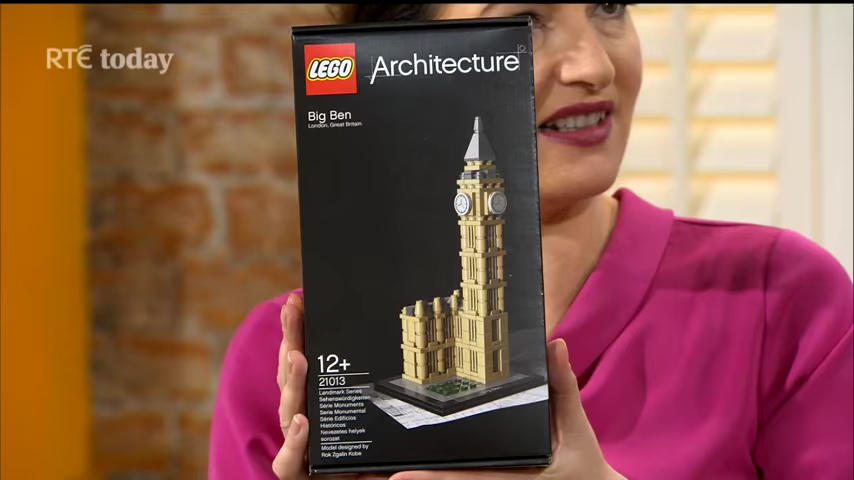 RTÉ today
LEGO Architecture
Big Ben
London, Great Britain
12+
21013
Landmark Series
Sehenswürdigkeiten
Série Monuments
Serie Monumental
Série Edifícios
Históricos
Nevezetes helyek
sorozat
Model designed by
Rok Zgalin Kobe